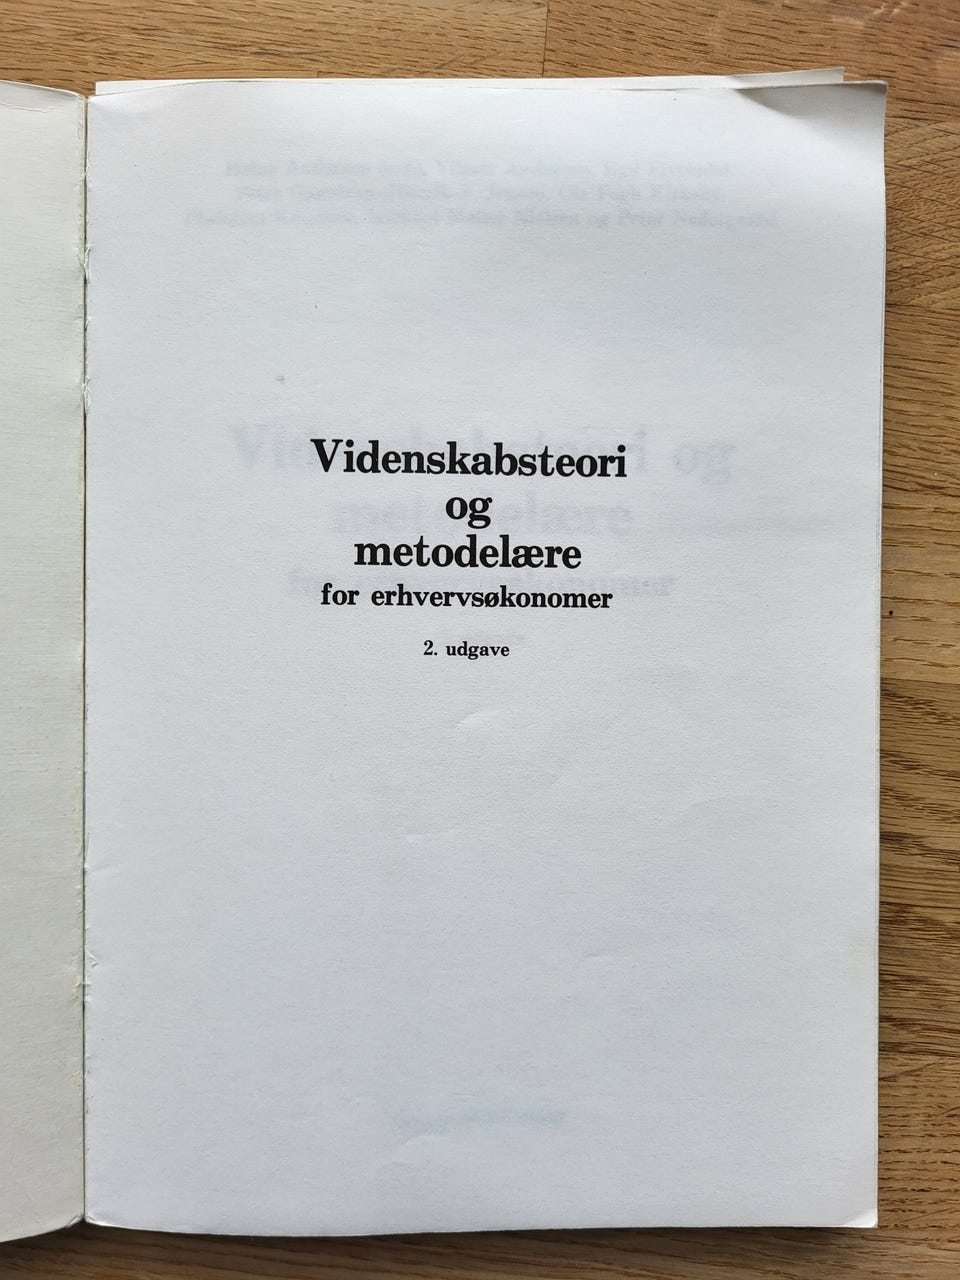 Videnskabsteori
og
metodelære
for erhvervsøkonomer
2. udgave